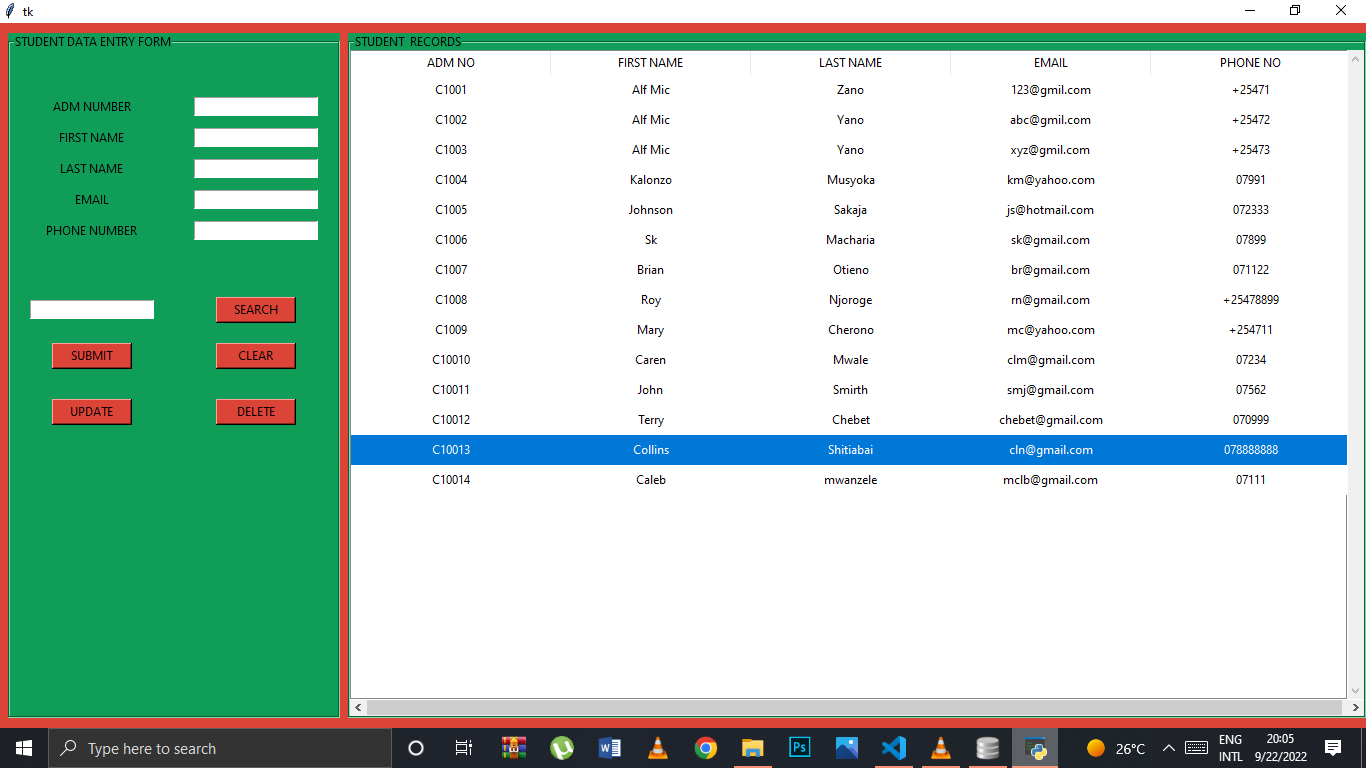 tk
STUDENT DATA ENTRY FORM
ADM NUMBER
FIRST NAME
LAST NAME
EMAIL
PHONE NUMBER
SEARCH
SUBMIT CLEAR
UPDATE DELETE
STUDENT RECORDS
ADM NO FIRST NAME LAST NAME EMAIL PHONE NO
C1001 Alf Mic Zano 123@gmil.com +25471
C1002 Alf Mic Yano abc@gmil.com +25472
C1003 Alf Mic Yano xyz@gmil.com +25473
C1004 Kalonzo Musyoka km@yahoo.com 07991
C1005 Johnson Sakaja js@hotmail.com 072333
C1006 Sk Macharia sk@gmail.com 07899
C1007 Brian Otieno br@gmail.com 071122
C1008 Roy Njoroge rn@gmail.com +25478899
C1009 Mary Cherono mc@yahoo.com +254711
C10010 Caren Mwale clm@gmail.com 07234
C10011 John Smirth smj@gmail.com 07562
C10012 Terry Chebet chebet@gmail.com 070999
C10013 Collins Shitiabai cln@gmail.com 078888888
C10014 Caleb mwanzele mclb@gmail.com 07111
Type here to search
W
Ps
26°C
ENG
INTL
20:05
9/22/2022